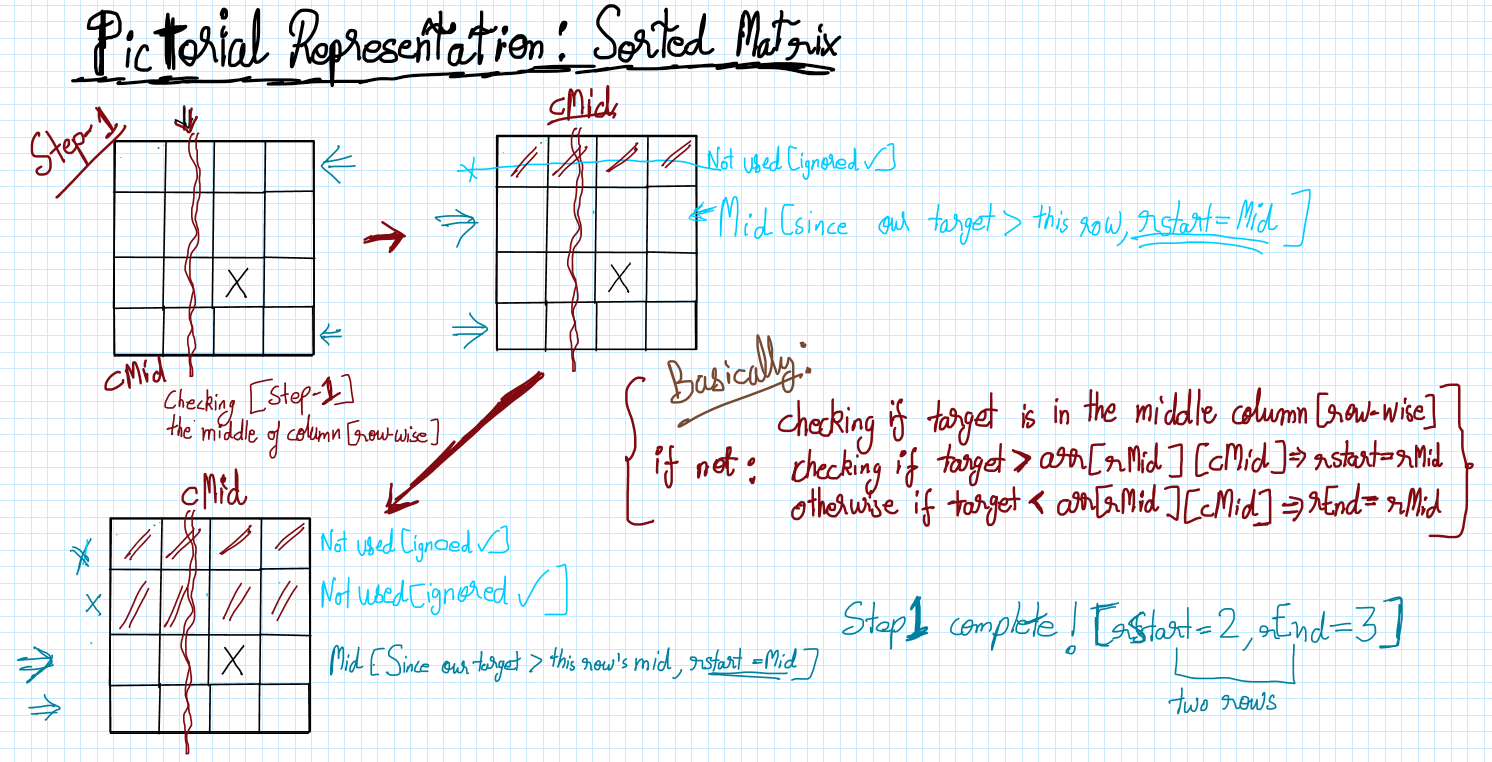 Pictorial Representation: Sorted Matrix
Step-1
X
cMid
Checking [Step-1]
the middle of column [row-wise]
cMid
x Not used [ignored ✓]
Mid [since our target > this row, rstart = Mid]
X
Basically:
checking if target is in the middle column [row-wise]
if not: checking if target > arr[rMid][cMid] ⇒ rstart = rMid
otherwise if target < arr[rMid][cMid] ⇒ rEnd = rMid
cMid
x Not used [ignoed ✓]
x Not used [ignored ✓]
X Mid [Since our target > this row's mid, rstart = Mid]
Step1 complete! [rstart = 2, rEnd = 3]
two rows